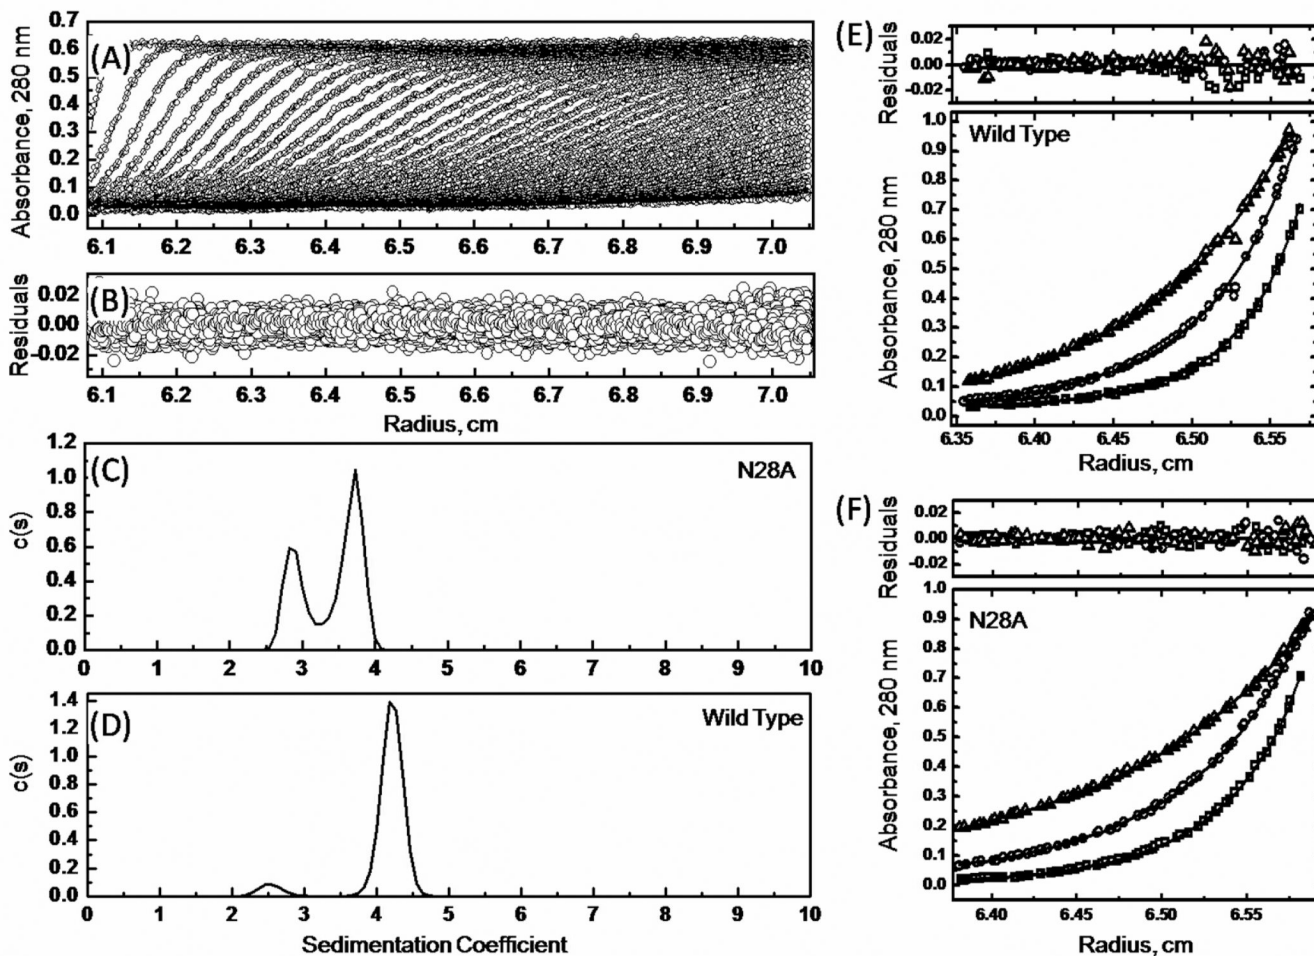 (A)
Absorbance, 280 nm
0.7
0.6
0.5
0.4
0.3
0.2
0.1
0.0
6.1 6.2 6.3 6.4 6.5 6.6 6.7 6.8 6.9 7.0
(B)
Residuals
0.02
0.00
-0.02
6.1 6.2 6.3 6.4 6.5 6.6 6.7 6.8 6.9 7.0
Radius, cm
(C)
N28A
c(s)
1.2
1.0
0.8
0.6
0.4
0.2
0.0
0 1 2 3 4 5 6 7 8 9 10
(D)
Wild Type
c(s)
1.4
1.2
1.0
0.8
0.6
0.4
0.2
0.0
0 1 2 3 4 5 6 7 8 9 10
Sedimentation Coefficient
(E)
Residuals
0.02
0.00
-0.02
Wild Type
Absorbance, 280 nm
1.0
0.9
0.8
0.7
0.6
0.5
0.4
0.3
0.2
0.1
0.0
6.35 6.40 6.45 6.50 6.55
Radius, cm
(F)
Residuals
0.02
0.00
-0.02
N28A
Absorbance, 280 nm
1.0
0.9
0.8
0.7
0.6
0.5
0.4
0.3
0.2
0.1
0.0
6.40 6.45 6.50 6.55
Radius, cm